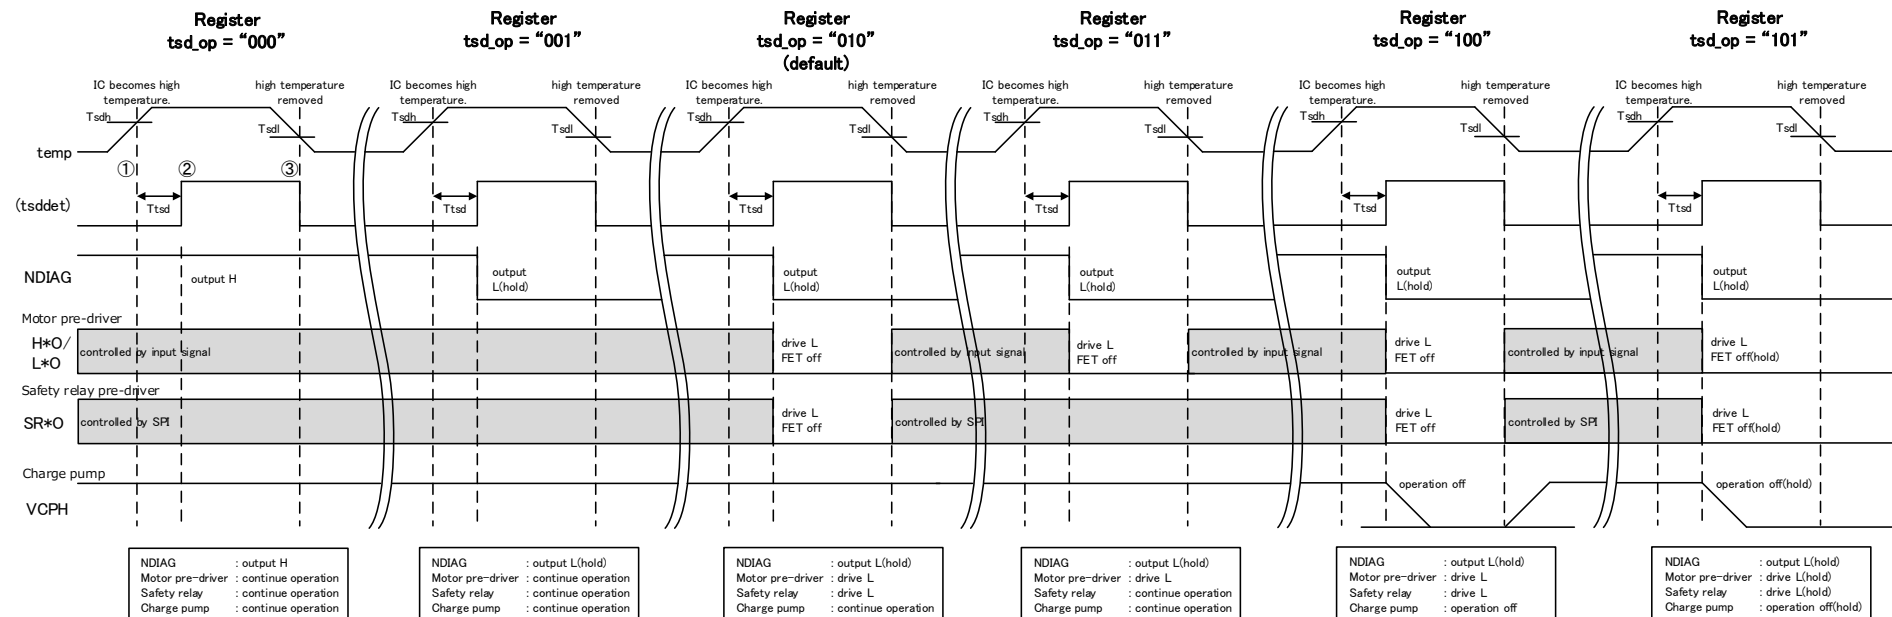 Register
tsd_op = “000”
Register
tsd_op = “001”
Register
tsd_op = “010”
(default)
Register
tsd_op = “011”
Register
tsd_op = “100”
Register
tsd_op = “101”
IC becomes high
temperature.
high temperature
removed
IC becomes high
temperature.
high temperature
removed
IC becomes high
temperature.
high temperature
removed
IC becomes high
temperature.
high temperature
removed
IC becomes high
temperature.
high temperature
removed
IC becomes high
temperature.
high temperature
removed
Tsdh
Tsdl
Tsdh
Tsdl
Tsdh
Tsdl
Tsdh
Tsdl
Tsdh
Tsdl
Tsdh
Tsdl
temp
① ② ③
(tsddet)
Ttsd
Ttsd
Ttsd
Ttsd
Ttsd
Ttsd
NDIAG
output H
output
L(hold)
output
L(hold)
output
L(hold)
output
L(hold)
output
L(hold)
Motor pre-driver
H*O/
L*O
controlled by input signal
drive L
FET off
controlled by input signal
drive L
FET off
controlled by input signal
drive L
FET off
controlled by input signal
drive L
FET off(hold)
Safety relay pre-driver
SR*O
controlled by SPI
drive L
FET off
controlled by SPI
drive L
FET off
controlled by SPI
drive L
FET off(hold)
Charge pump
VCPH
operation off
operation off(hold)
NDIAG : output H
Motor pre-driver : continue operation
Safety relay : continue operation
Charge pump : continue operation
NDIAG : output L(hold)
Motor pre-driver : continue operation
Safety relay : continue operation
Charge pump : continue operation
NDIAG : output L(hold)
Motor pre-driver : drive L
Safety relay : drive L
Charge pump : continue operation
NDIAG : output L(hold)
Motor pre-driver : drive L
Safety relay : continue operation
Charge pump : continue operation
NDIAG : output L(hold)
Motor pre-driver : drive L
Safety relay : drive L
Charge pump : operation off
NDIAG : output L(hold)
Motor pre-driver : drive L(hold)
Safety relay : drive L(hold)
Charge pump : operation off(hold)